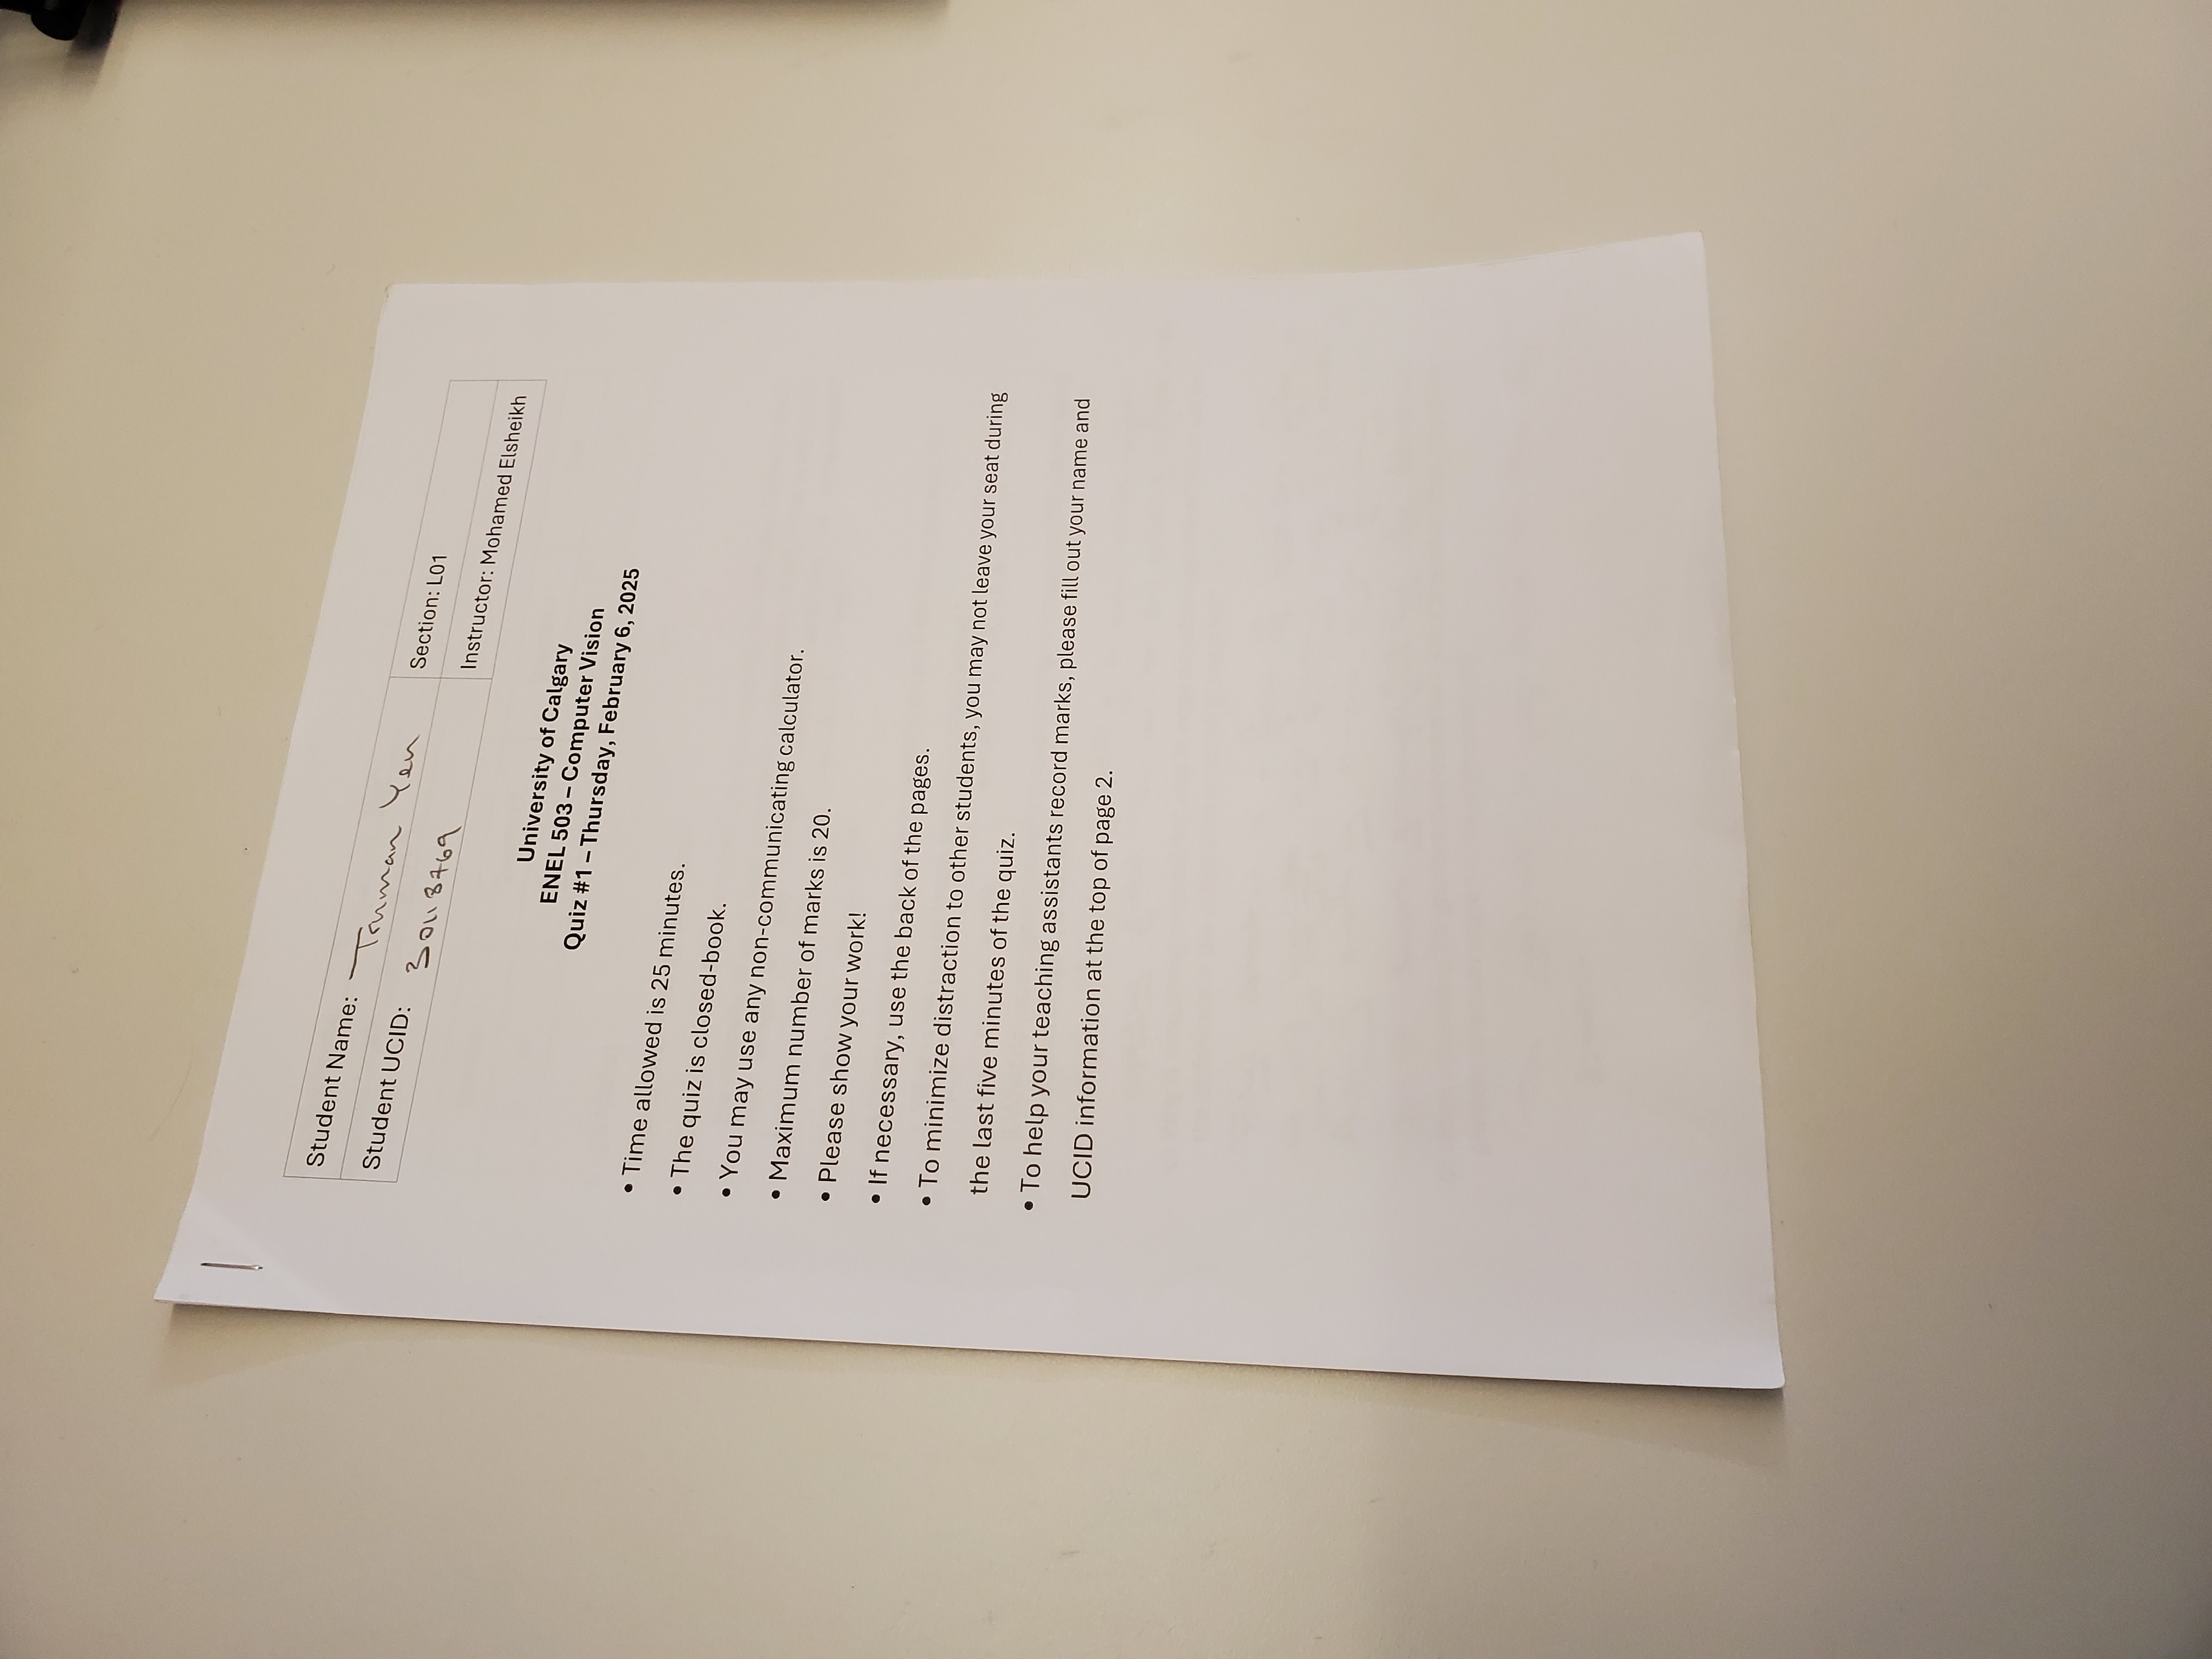 Student Name: Truman Yen
Section: L01
Student UCID: 30118769
Instructor: Mohamed Elsheikh
University of Calgary
ENEL 503 – Computer Vision
Quiz #1 – Thursday, February 6, 2025
• Time allowed is 25 minutes.
• The quiz is closed-book.
• You may use any non-communicating calculator.
• Maximum number of marks is 20.
• Please show your work!
• If necessary, use the back of the pages.
• To minimize distraction to other students, you may not leave your seat during
the last five minutes of the quiz.
• To help your teaching assistants record marks, please fill out your name and
UCID information at the top of page 2.